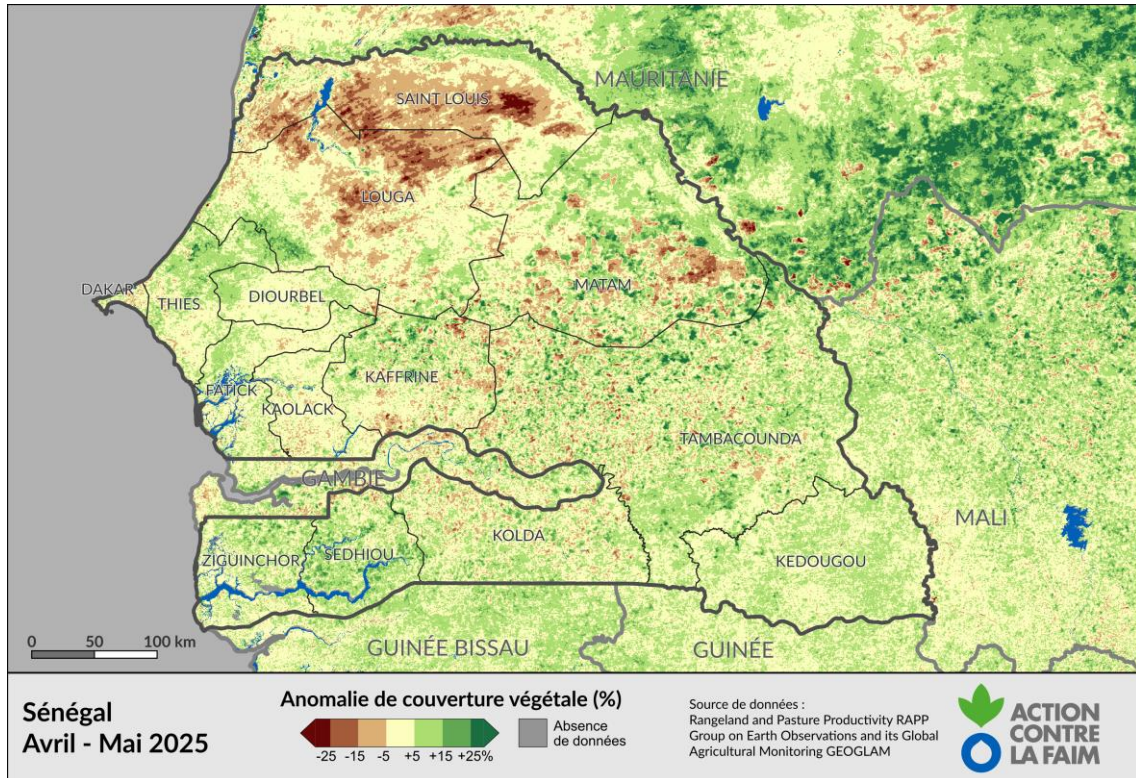 MAURITANIE
SAINT LOUIS
LOUGA
DAKAR
THIES
DIOURBEL
MATAM
FATICK
KAOLACK
KAFFRINE
TAMBACOUNDA
GAMBIE
MALI
ZIGUINCHOR
SEDHIOU
KOLDA
KEDOUGOU
GUINÉE BISSAU
GUINÉE
0 50 100 km
Sénégal
Avril - Mai 2025
Anomalie de couverture végétale (%)
-25 -15 -5 +5 +15 +25%
Absence
de données
Source de données :
Rangeland and Pasture Productivity RAPP
Group on Earth Observations and its Global
Agricultural Monitoring GEOGLAM
ACTION
CONTRE
LA FAIM